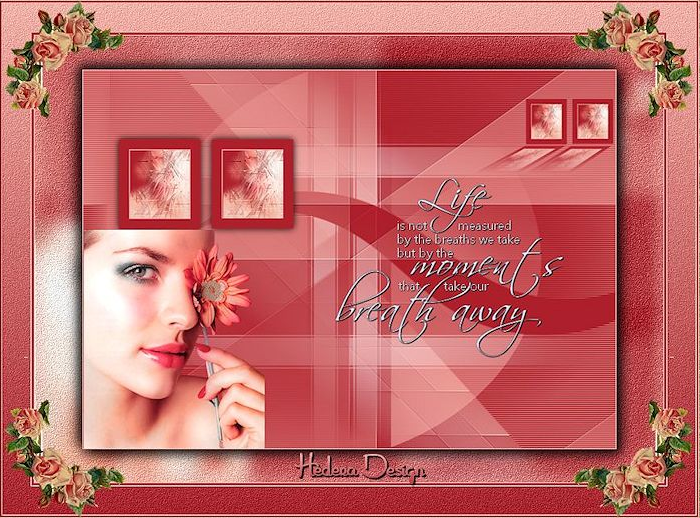 Life
is not measured
by the breaths we take
but by the
moments
that take our
breath away,
Hedena Design